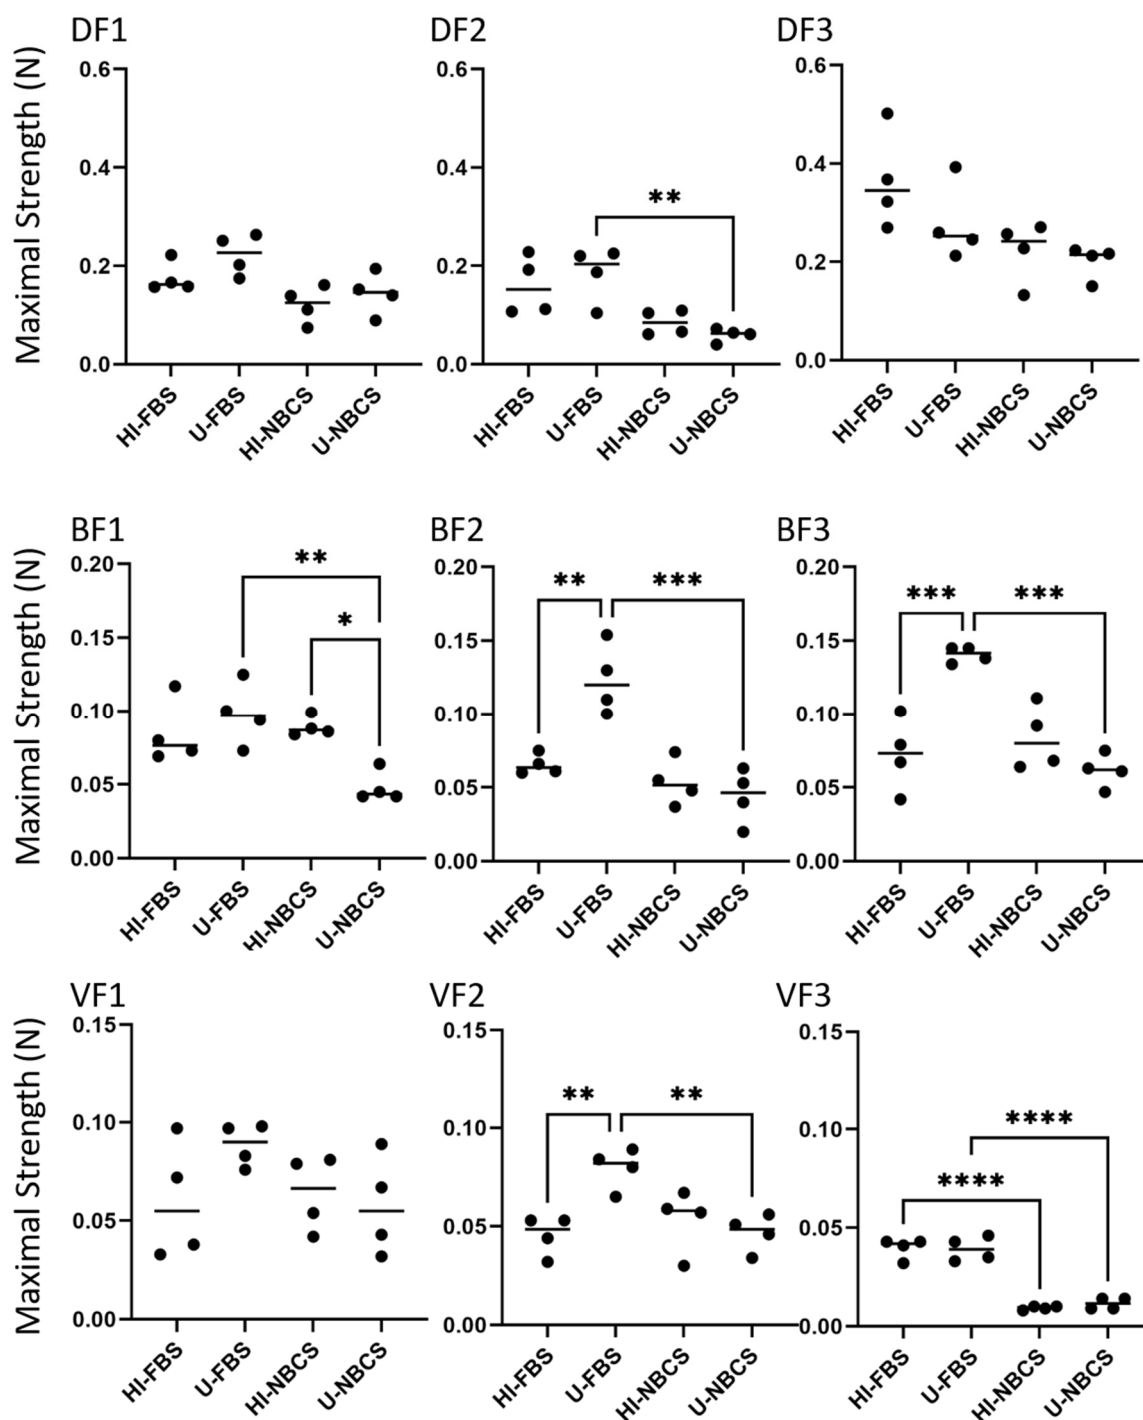 DF1
DF2
DF3
Maximal Strength (N)
0.6
0.4
0.2
0.0
HI-FBS
U-FBS
HI-NBCS
U-NBCS
0.6
0.4
0.2
0.0
**
HI-FBS
U-FBS
HI-NBCS
U-NBCS
0.6
0.4
0.2
0.0
HI-FBS
U-FBS
HI-NBCS
U-NBCS
BF1
BF2
BF3
Maximal Strength (N)
0.20
0.15
0.10
0.05
0.00
**
*
HI-FBS
U-FBS
HI-NBCS
U-NBCS
0.20
0.15
0.10
0.05
0.00
**
***
HI-FBS
U-FBS
HI-NBCS
U-NBCS
0.20
0.15
0.10
0.05
0.00
***
***
HI-FBS
U-FBS
HI-NBCS
U-NBCS
VF1
VF2
VF3
Maximal Strength (N)
0.15
0.10
0.05
0.00
HI-FBS
U-FBS
HI-NBCS
U-NBCS
0.15
0.10
0.05
0.00
**
**
HI-FBS
U-FBS
HI-NBCS
U-NBCS
0.15
0.10
0.05
0.00
****
****
HI-FBS
U-FBS
HI-NBCS
U-NBCS